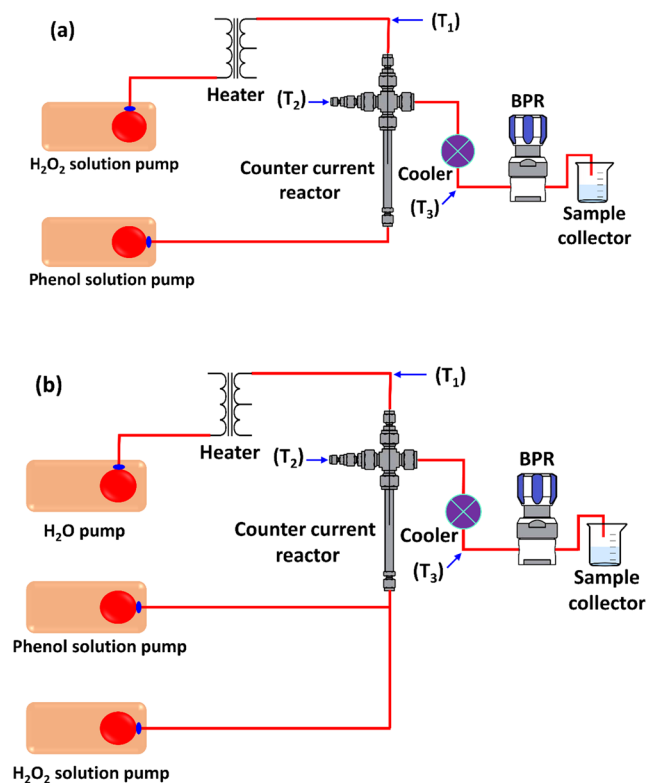 (a)
(T₁)
Heater
(T₂)
BPR
H₂O₂ solution pump
Counter current
reactor
Cooler
(T₃)
Sample
collector
Phenol solution pump
(b)
(T₁)
Heater
(T₂)
BPR
H₂O pump
Counter current
reactor
Cooler
(T₃)
Sample
collector
Phenol solution pump
H₂O₂ solution pump